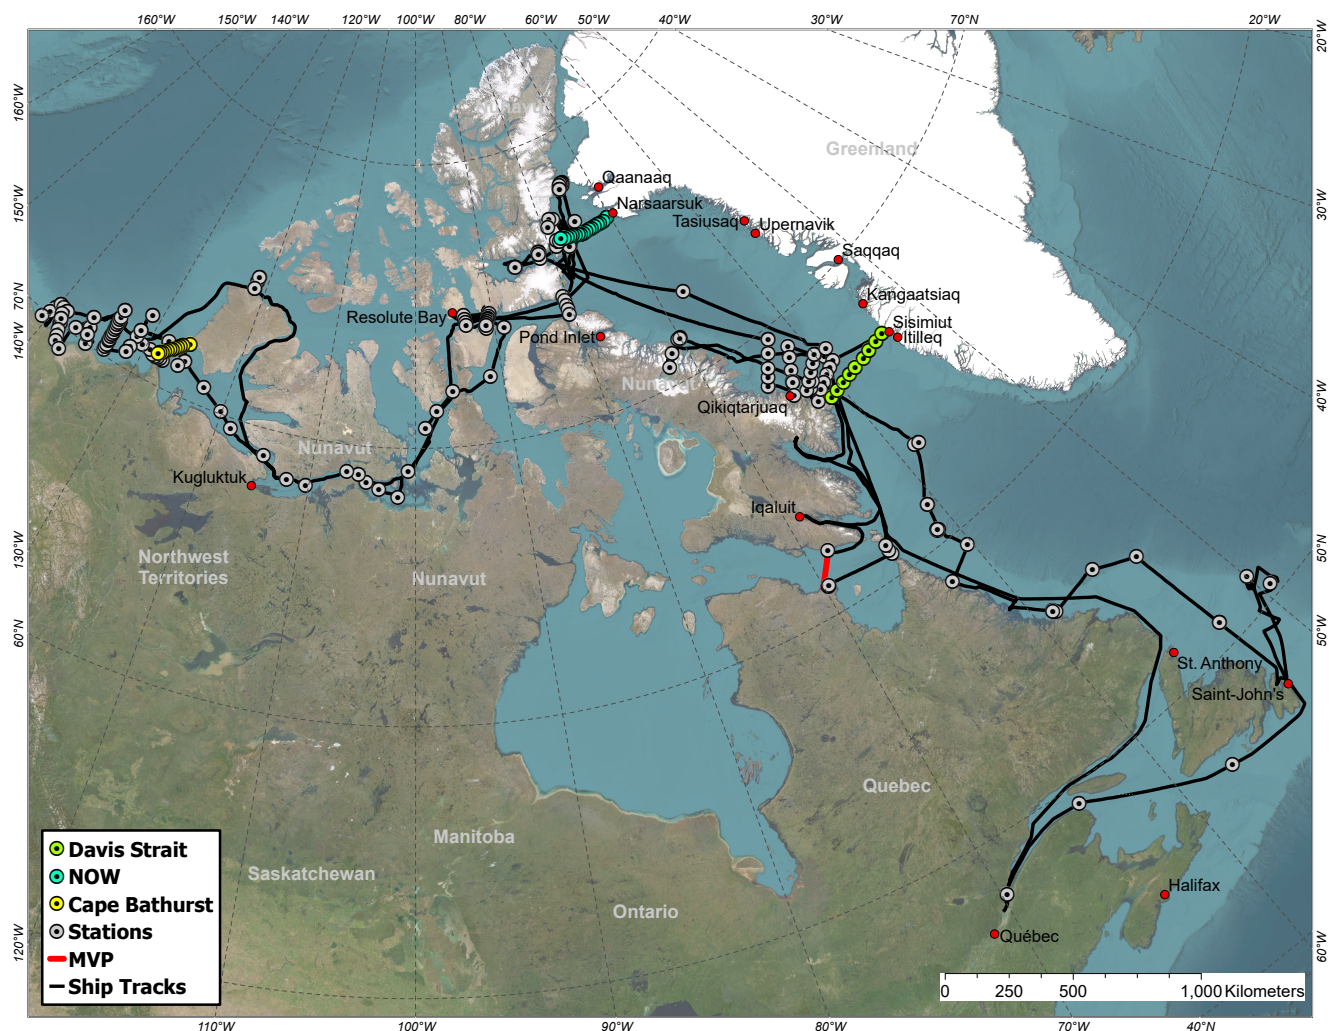 160°W 150°W 140°W 120°W 110°W 100°W 80°W 60°W 50°W 40°W 30°W 70°N 20°W
20°W
160°W
30°W
150°W
70°N
140°W
40°W
130°W
50°N
60°N
50°W
120°W
60°W
Nunavut
Greenland
Qaanaaq
Narsaarsuk
Tasiusaq
Upernavik
Saqqaq
Kangaatsiaq
Sisimiut
Itilleq
Resolute Bay
Pond Inlet
Nunavut
Qikiqtarjuaq
Nunavut
Kugluktuk
Iqaluit
Northwest
Territories
Nunavut
St. Anthony
Saint-John's
Quebec
Manitoba
Saskatchewan
Ontario
Halifax
Québec
Davis Strait
NOW
Cape Bathurst
Stations
MVP
Ship Tracks
0 250 500 1,000 Kilometers
110°W 100°W 90°W 80°W 70°W 40°N